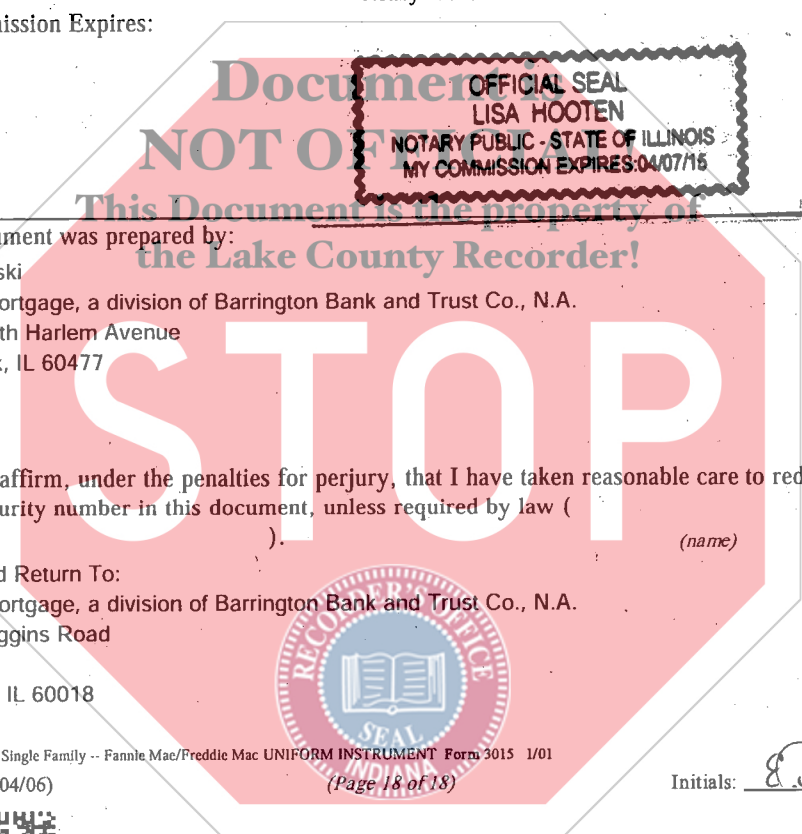 mission Expires:
OFFICIAL SEAL
LISA HOOTEN
NOTARY PUBLIC - STATE OF ILLINOIS
MY COMMISSION EXPIRES:04/07/15
Document is
NOT OFFICIAL
This Document is the property of
the Lake County Recorder!
ument was prepared by:
ski
ortgage, a division of Barrington Bank and Trust Co., N.A.
th Harlem Avenue
, IL 60477
STOP
affirm, under the penalties for perjury, that I have taken reasonable care to red
urity number in this document, unless required by law (
).
(name)
d Return To:
ortgage, a division of Barrington Bank and Trust Co., N.A.
ggins Road
IL 60018
RECORDER'S OFFICE
SEAL
INDIANA
Single Family -- Fannie Mae/Freddie Mac UNIFORM INSTRUMENT Form 3015 1/01
04/06)
(Page 18 of 18)
Initials: